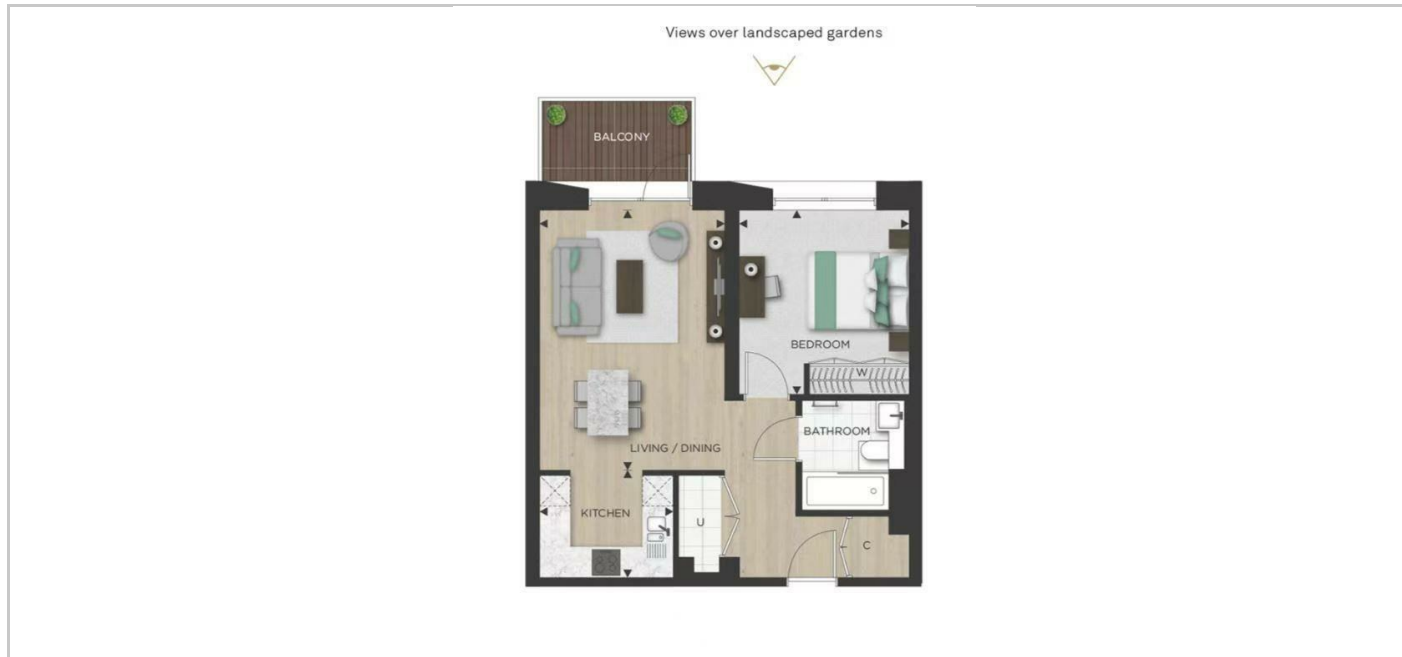 Views over landscaped gardens
BALCONY
BEDROOM
W
BATHROOM
LIVING / DINING
KITCHEN
U
C